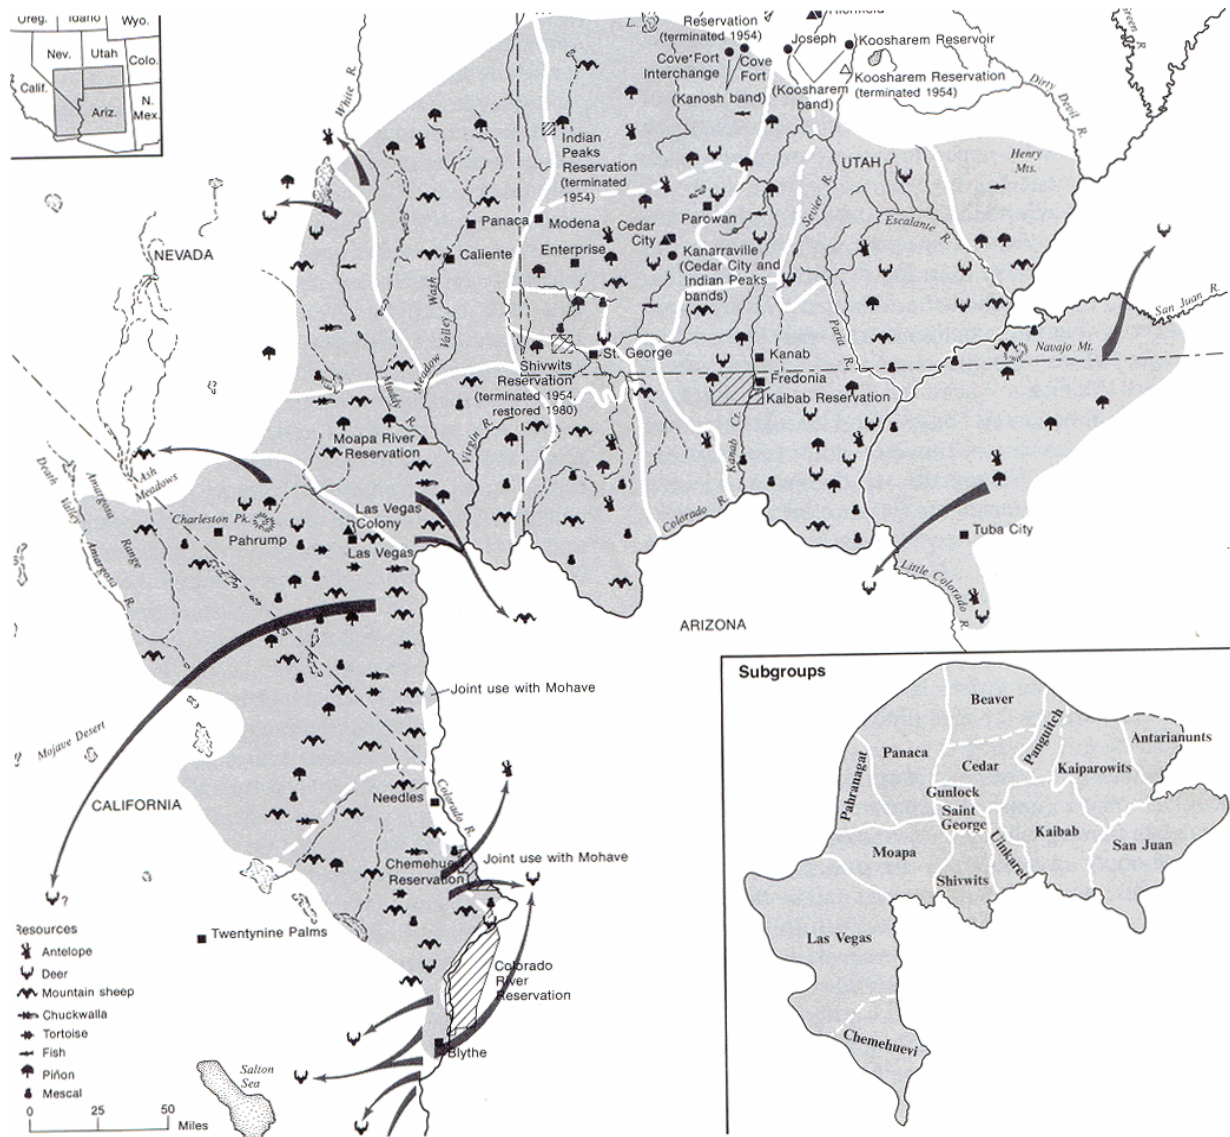 Oreg.
Idaho
Wyo.
Nev.
Utah
Colo.
Calif.
Ariz.
N.
Mex.
White R.
L.
Reservation
(terminated 1954)
Cove Fort
Interchange
Cove
Fort
(Kanosh band)
Richfield
Joseph
Koosharem Reservoir
Koosharem Reservation
(terminated 1954)
(Koosharem
band)
Green R.
Dirty Devil R.
Indian
Peaks
Reservation
(terminated
1954)
UTAH
Henry
Mts.
Sevier R.
Escalante R.
Panaca
Modena
Cedar
City
Parowan
Caliente
Enterprise
Kanarraville
(Cedar City and
Indian Peaks
bands)
NEVADA
Meadow Valley Wash
San Juan R.
Paria R.
Navajo Mt.
St. George
Kanab
Shivwits
Reservation
(terminated 1954,
restored 1980)
Fredonia
Kaibab Reservation
Muddy R.
Moapa River
Reservation
Virgin R.
Kanab Cr.
Ash
Meadows
Death Valley
Amargosa Range
Amargosa R.
Charleston Pk.
Pahrump
Las Vegas
Colony
Las Vegas
Colorado R.
Tuba City
Little Colorado R.
ARIZONA
Joint use with Mohave
Mojave Desert
CALIFORNIA
Needles
Colorado R.
Chemehuevi
Reservation
Joint use with Mohave
?
Twentynine Palms
Colorado
River
Reservation
Blythe
Salton
Sea
Resources
Antelope
Deer
Mountain sheep
Chuckwalla
Tortoise
Fish
Piñon
Mescal
0 25 50
Miles
Subgroups
Beaver
Panguitch
Antarianunts
Panaca
Cedar
Kaiparowits
Pahranagat
Gunlock
Saint
George
Kaibab
San Juan
Moapa
Uinkaret
Shivwits
Las Vegas
Chemehuevi